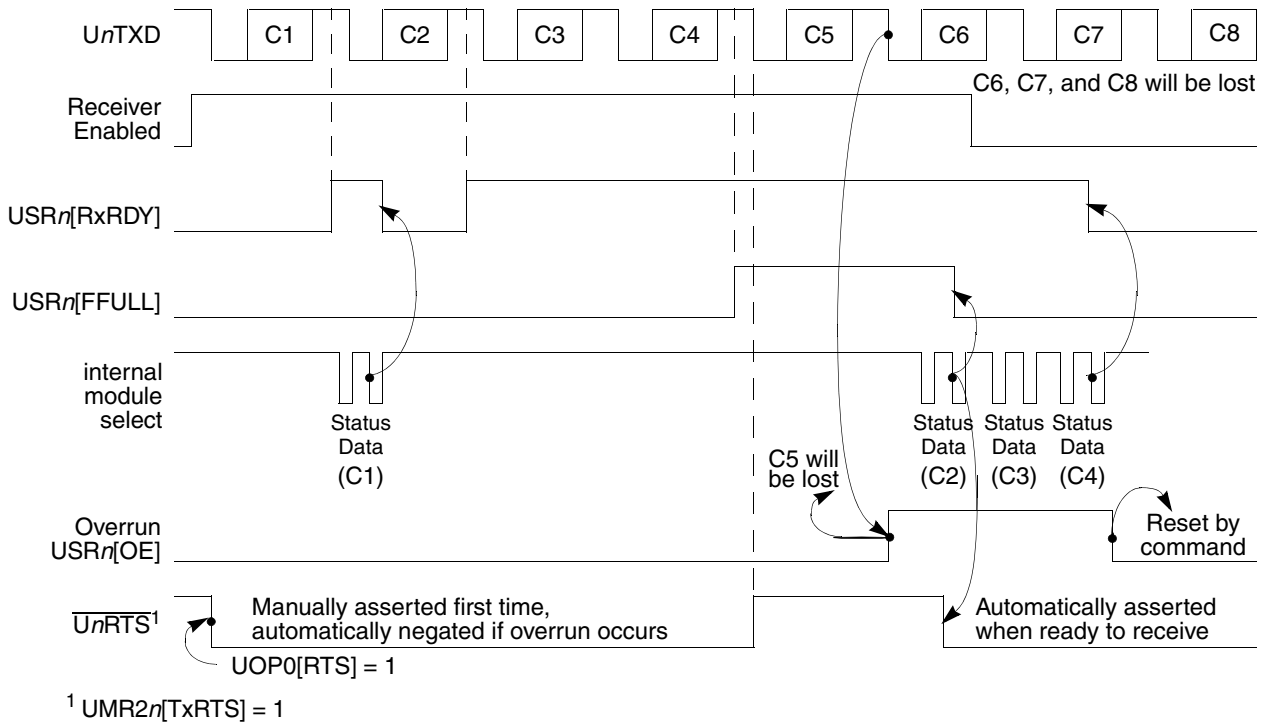 UnTXD
C1 C2 C3 C4 C5 C6 C7 C8
C6, C7, and C8 will be lost
Receiver
Enabled
USRn[RxRDY]
USRn[FFULL]
internal
module
select
Status
Data
(C1)
Status
Data
(C2)
Status
Data
(C3)
Status
Data
(C4)
C5 will
be lost
Overrun
USRn[OE]
Reset by
command
UnRTS1
Manually asserted first time,
automatically negated if overrun occurs
Automatically asserted
when ready to receive
UOP0[RTS] = 1
1 UMR2n[TxRTS] = 1